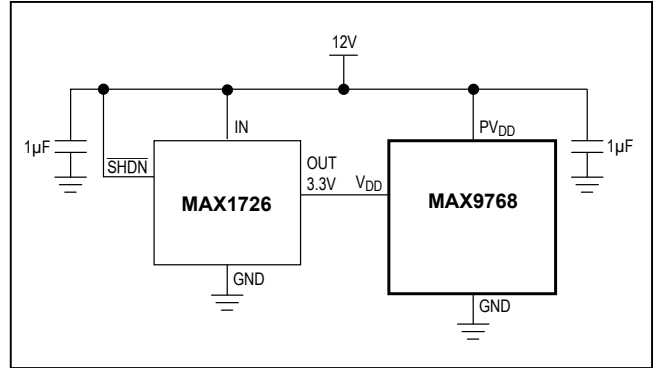 12V
IN
PVDD
1µF
SHDN
OUT
3.3V
VDD
1µF
MAX1726
MAX9768
GND
GND